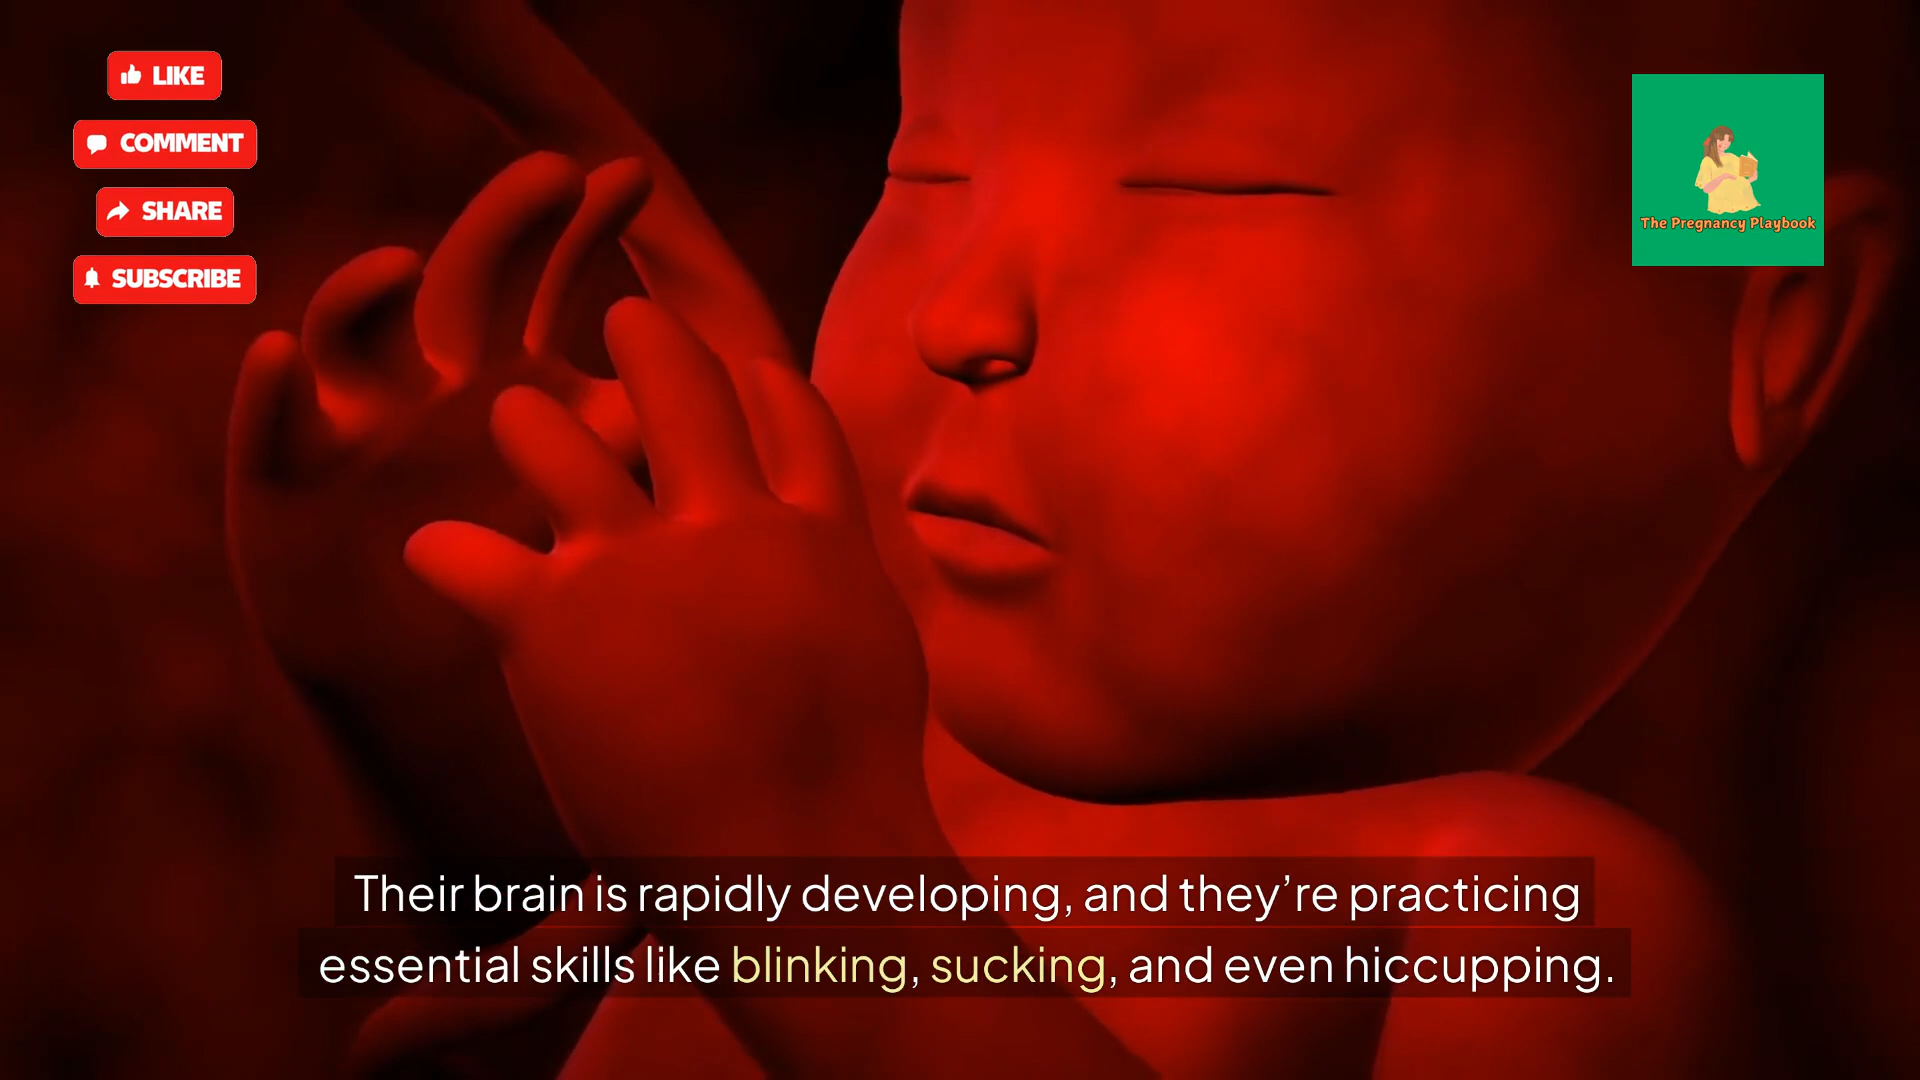 LIKE
COMMENT
SHARE
SUBSCRIBE
The Pregnancy Playbook
Their brain is rapidly developing, and they’re practicing
essential skills like blinking, sucking, and even hiccupping.